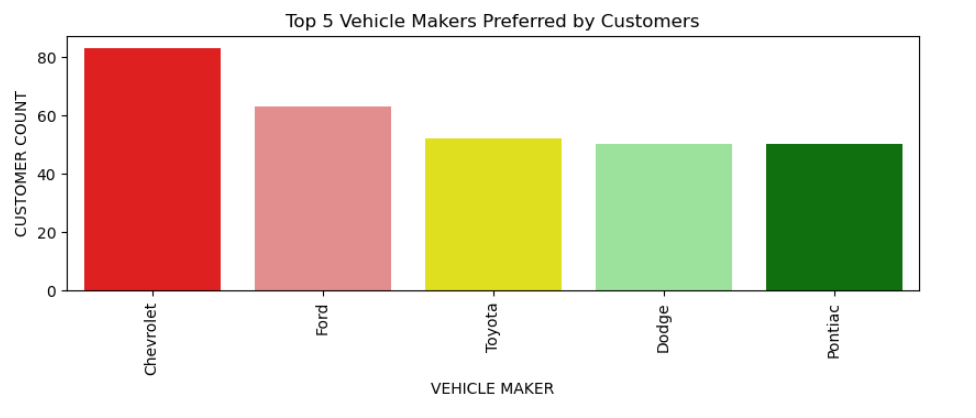 Top 5 Vehicle Makers Preferred by Customers
CUSTOMER COUNT
80
60
40
20
0
Chevrolet
Ford
Toyota
Dodge
Pontiac
VEHICLE MAKER